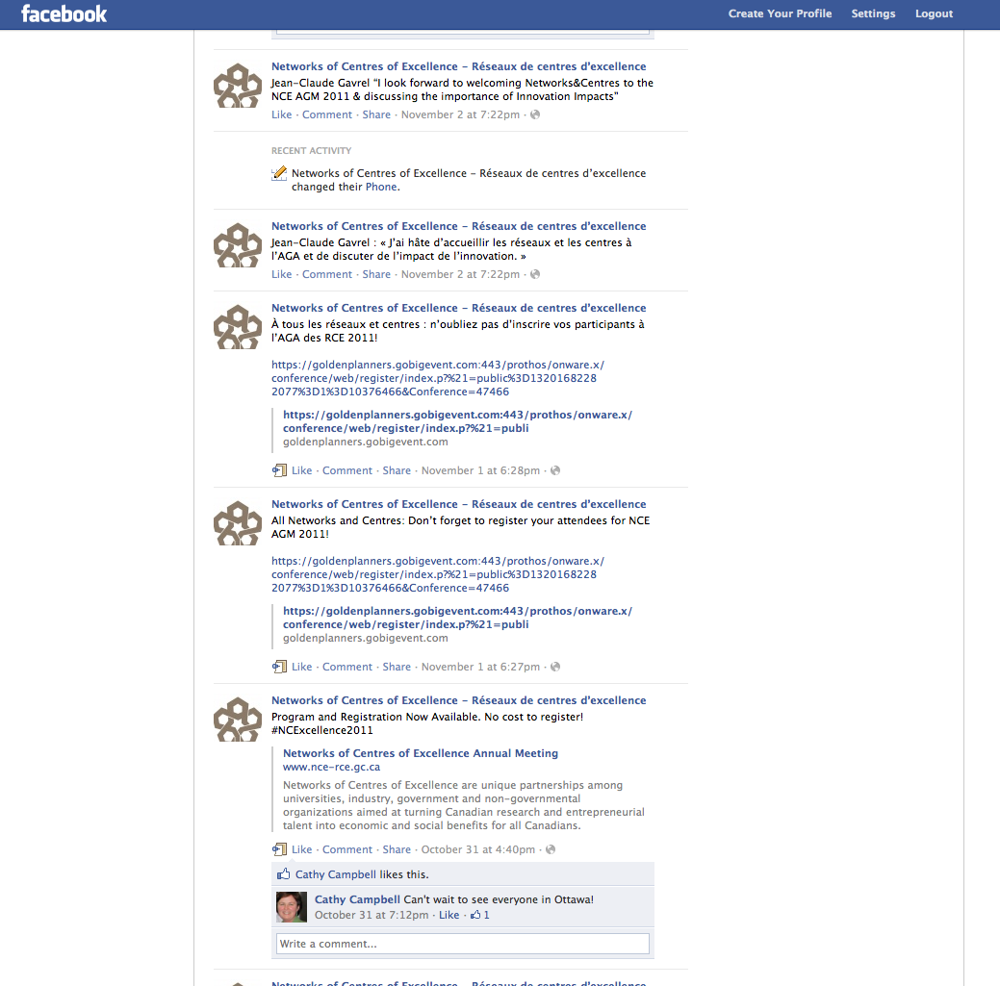 facebook
Create Your Profile Settings Logout
Networks of Centres of Excellence – Réseaux de centres d'excellence
Jean-Claude Gavrel “I look forward to welcoming Networks&Centres to the
NCE AGM 2011 & discussing the importance of Innovation Impacts”
Like · Comment · Share · November 2 at 7:22pm ·
RECENT ACTIVITY
Networks of Centres of Excellence – Réseaux de centres d'excellence
changed their Phone.
Networks of Centres of Excellence – Réseaux de centres d'excellence
Jean-Claude Gavrel : « J'ai hâte d'accueillir les réseaux et les centres à
l'AGA et de discuter de l'impact de l'innovation. »
Like · Comment · Share · November 2 at 7:22pm ·
Networks of Centres of Excellence – Réseaux de centres d'excellence
À tous les réseaux et centres : n'oubliez pas d'inscrire vos participants à
l'AGA des RCE 2011!
https://goldenplanners.gobigevent.com:443/prothos/onware.x/
conference/web/register/index.p?%21=public%3D1320168228
2077%3D1%3D10376466&Conference=47466
https://goldenplanners.gobigevent.com:443/prothos/onware.x/
conference/web/register/index.p?%21=publi
goldenplanners.gobigevent.com
Like · Comment · Share · November 1 at 6:28pm ·
Networks of Centres of Excellence – Réseaux de centres d'excellence
All Networks and Centres: Don't forget to register your attendees for NCE
AGM 2011!
https://goldenplanners.gobigevent.com:443/prothos/onware.x/
conference/web/register/index.p?%21=public%3D1320168228
2077%3D1%3D10376466&Conference=47466
https://goldenplanners.gobigevent.com:443/prothos/onware.x/
conference/web/register/index.p?%21=publi
goldenplanners.gobigevent.com
Like · Comment · Share · November 1 at 6:27pm ·
Networks of Centres of Excellence – Réseaux de centres d'excellence
Program and Registration Now Available. No cost to register!
#NCExcellence2011
Networks of Centres of Excellence Annual Meeting
www.nce-rce.gc.ca
Networks of Centres of Excellence are unique partnerships among
universities, industry, government and non-governmental
organizations aimed at turning Canadian research and entrepreneurial
talent into economic and social benefits for all Canadians.
Like · Comment · Share · October 31 at 4:40pm ·
Cathy Campbell likes this.
Cathy Campbell Can't wait to see everyone in Ottawa!
October 31 at 7:12pm · Like · 1
Write a comment...
Networks of Centres of Excellence – Réseaux de centres d'excellence